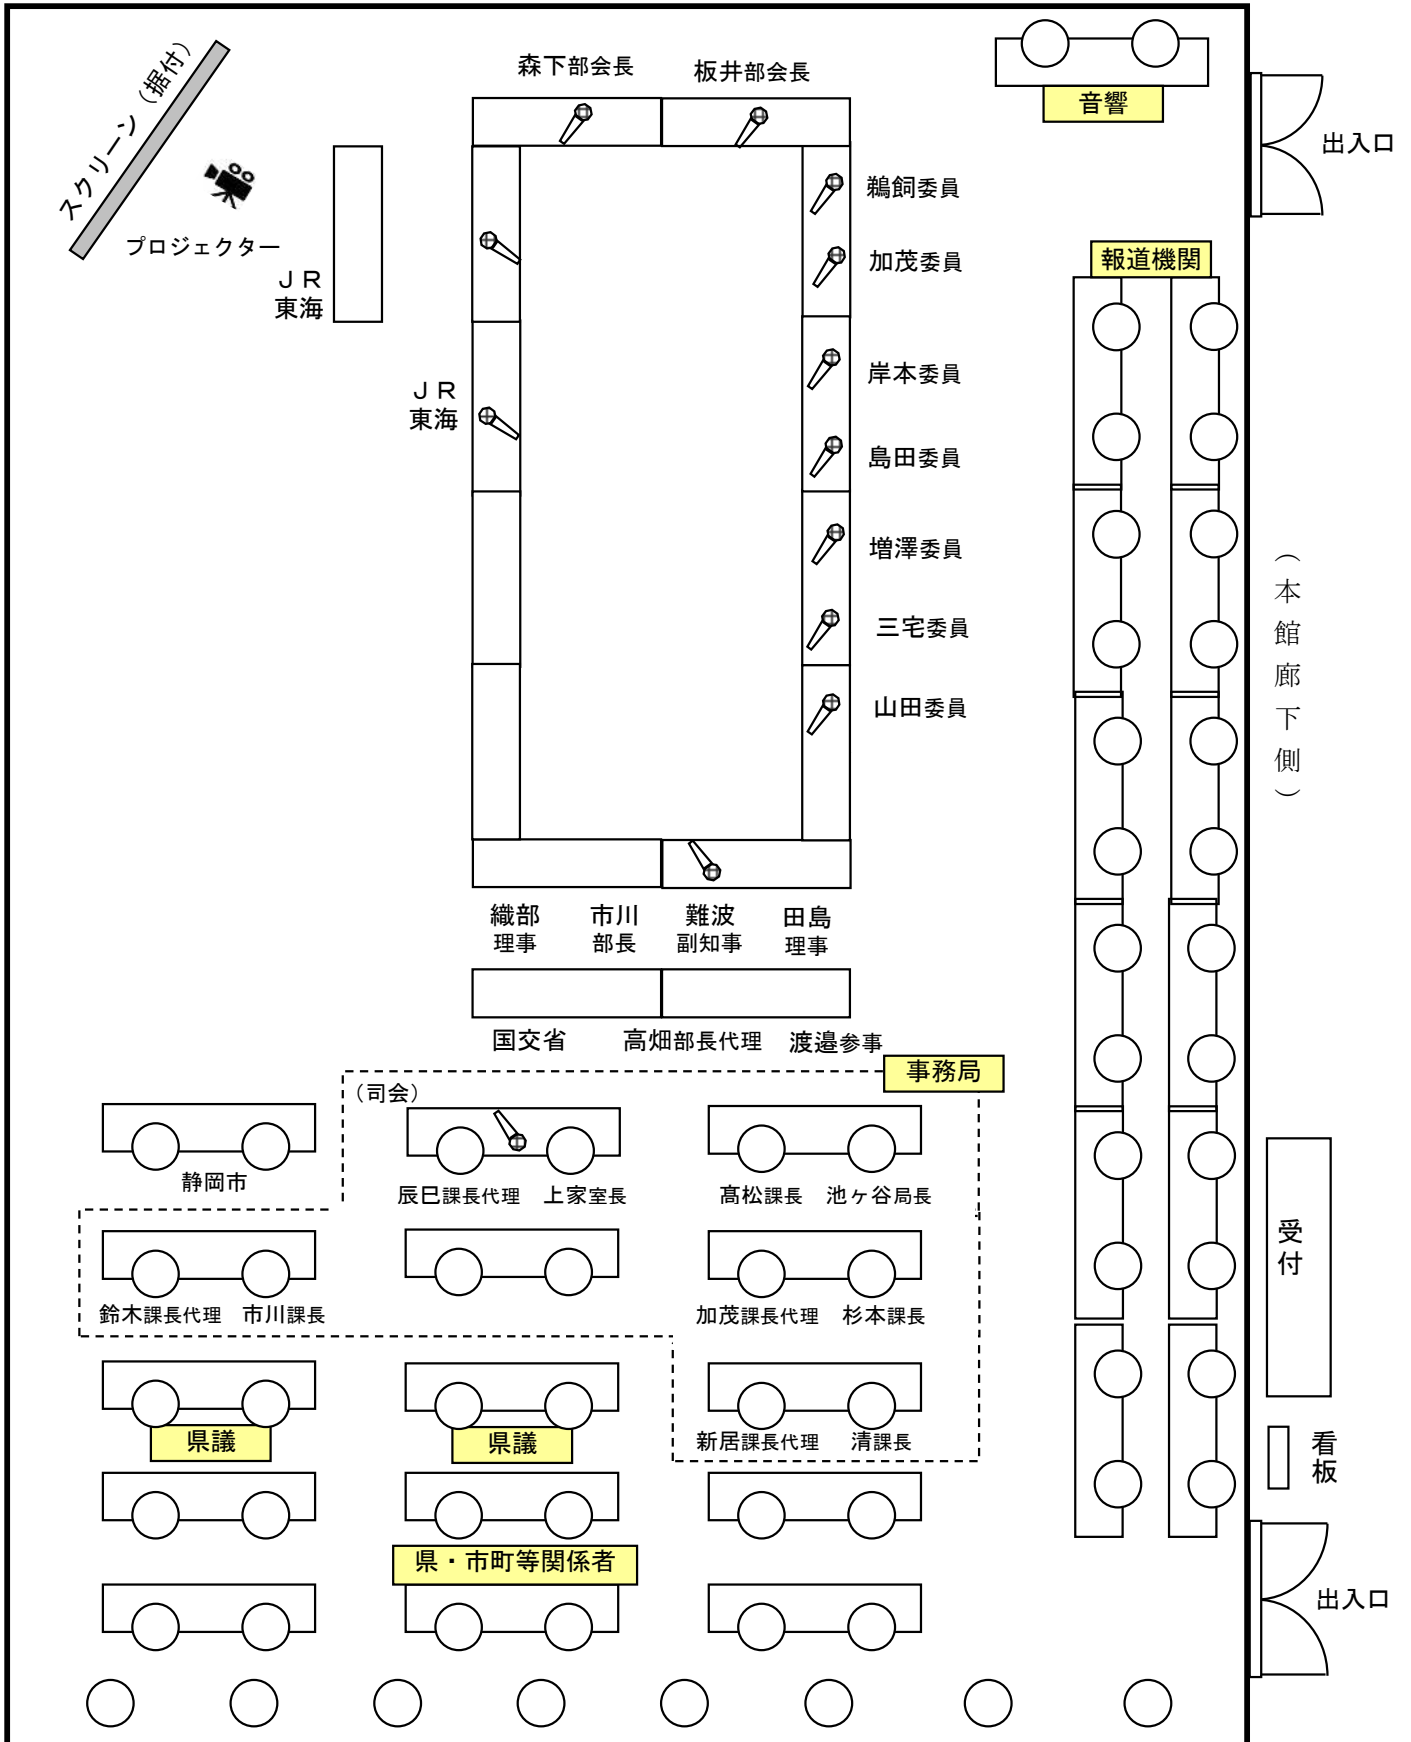 スクリーン（据付）
プロジェクター
森下部会長
板井部会長
音響
出入口
鵜飼委員
加茂委員
岸本委員
島田委員
増澤委員
三宅委員
山田委員
ＪＲ
東海
ＪＲ
東海
報道機関
（本館廊下側）
織部
理事
市川
部長
難波
副知事
田島
理事
国交省
高畑部長代理
渡邉参事
事務局
（司会）
静岡市
辰巳課長代理
上家室長
髙松課長
池ヶ谷局長
鈴木課長代理
市川課長
加茂課長代理
杉本課長
県議
県議
新居課長代理
清課長
県・市町等関係者
受付
看板
出入口